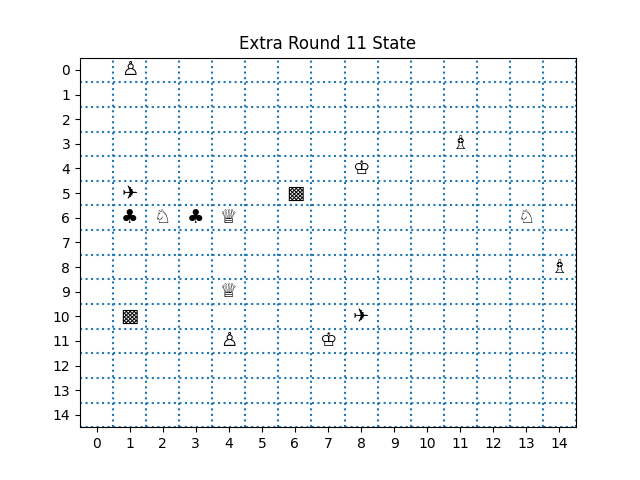 Extra Round 11 State
0 ♙
1
2
3 ♗
4 ♔
5 ✈ ▩
6 ♣ ♘ ♣ ♕ ♘
7
8 ♗
9 ♕
10 ▩ ✈
11 ♙ ♔
12
13
14
0 1 2 3 4 5 6 7 8 9 10 11 12 13 14